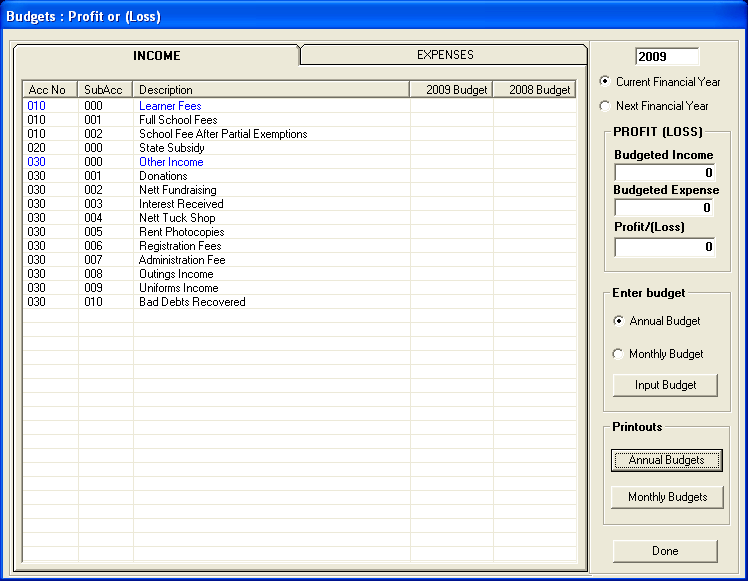 Budgets : Profit or (Loss)
INCOME
EXPENSES
Acc No SubAcc Description 2009 Budget 2008 Budget
010 000 Learner Fees
010 001 Full School Fees
010 002 School Fee After Partial Exemptions
020 000 State Subsidy
030 000 Other Income
030 001 Donations
030 002 Nett Fundraising
030 003 Interest Received
030 004 Nett Tuck Shop
030 005 Rent Photocopies
030 006 Registration Fees
030 007 Administration Fee
030 008 Outings Income
030 009 Uniforms Income
030 010 Bad Debts Recovered
2009
Current Financial Year
Next Financial Year
PROFIT (LOSS)
Budgeted Income
0
Budgeted Expense
0
Profit/(Loss)
0
Enter budget
Annual Budget
Monthly Budget
Input Budget
Printouts
Annual Budgets
Monthly Budgets
Done